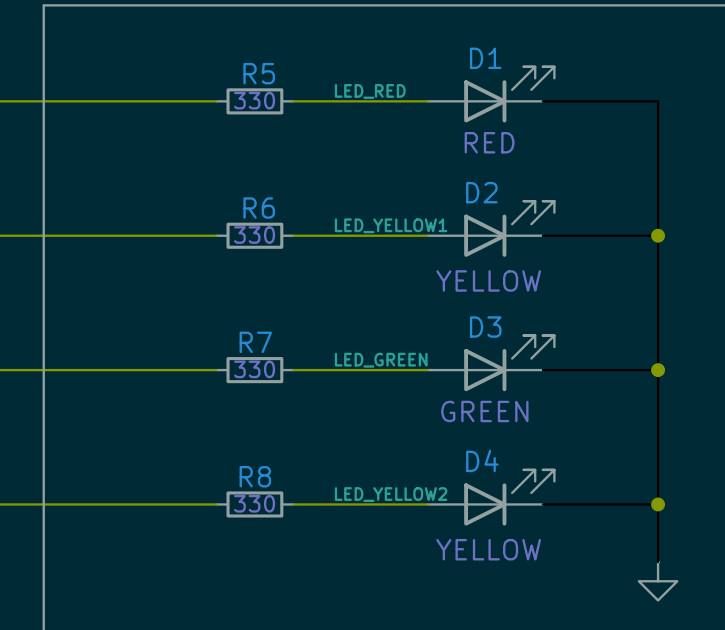 R5
330
LED_RED
D1
RED
R6
330
LED_YELLOW1
D2
YELLOW
R7
330
LED_GREEN
D3
GREEN
R8
330
LED_YELLOW2
D4
YELLOW